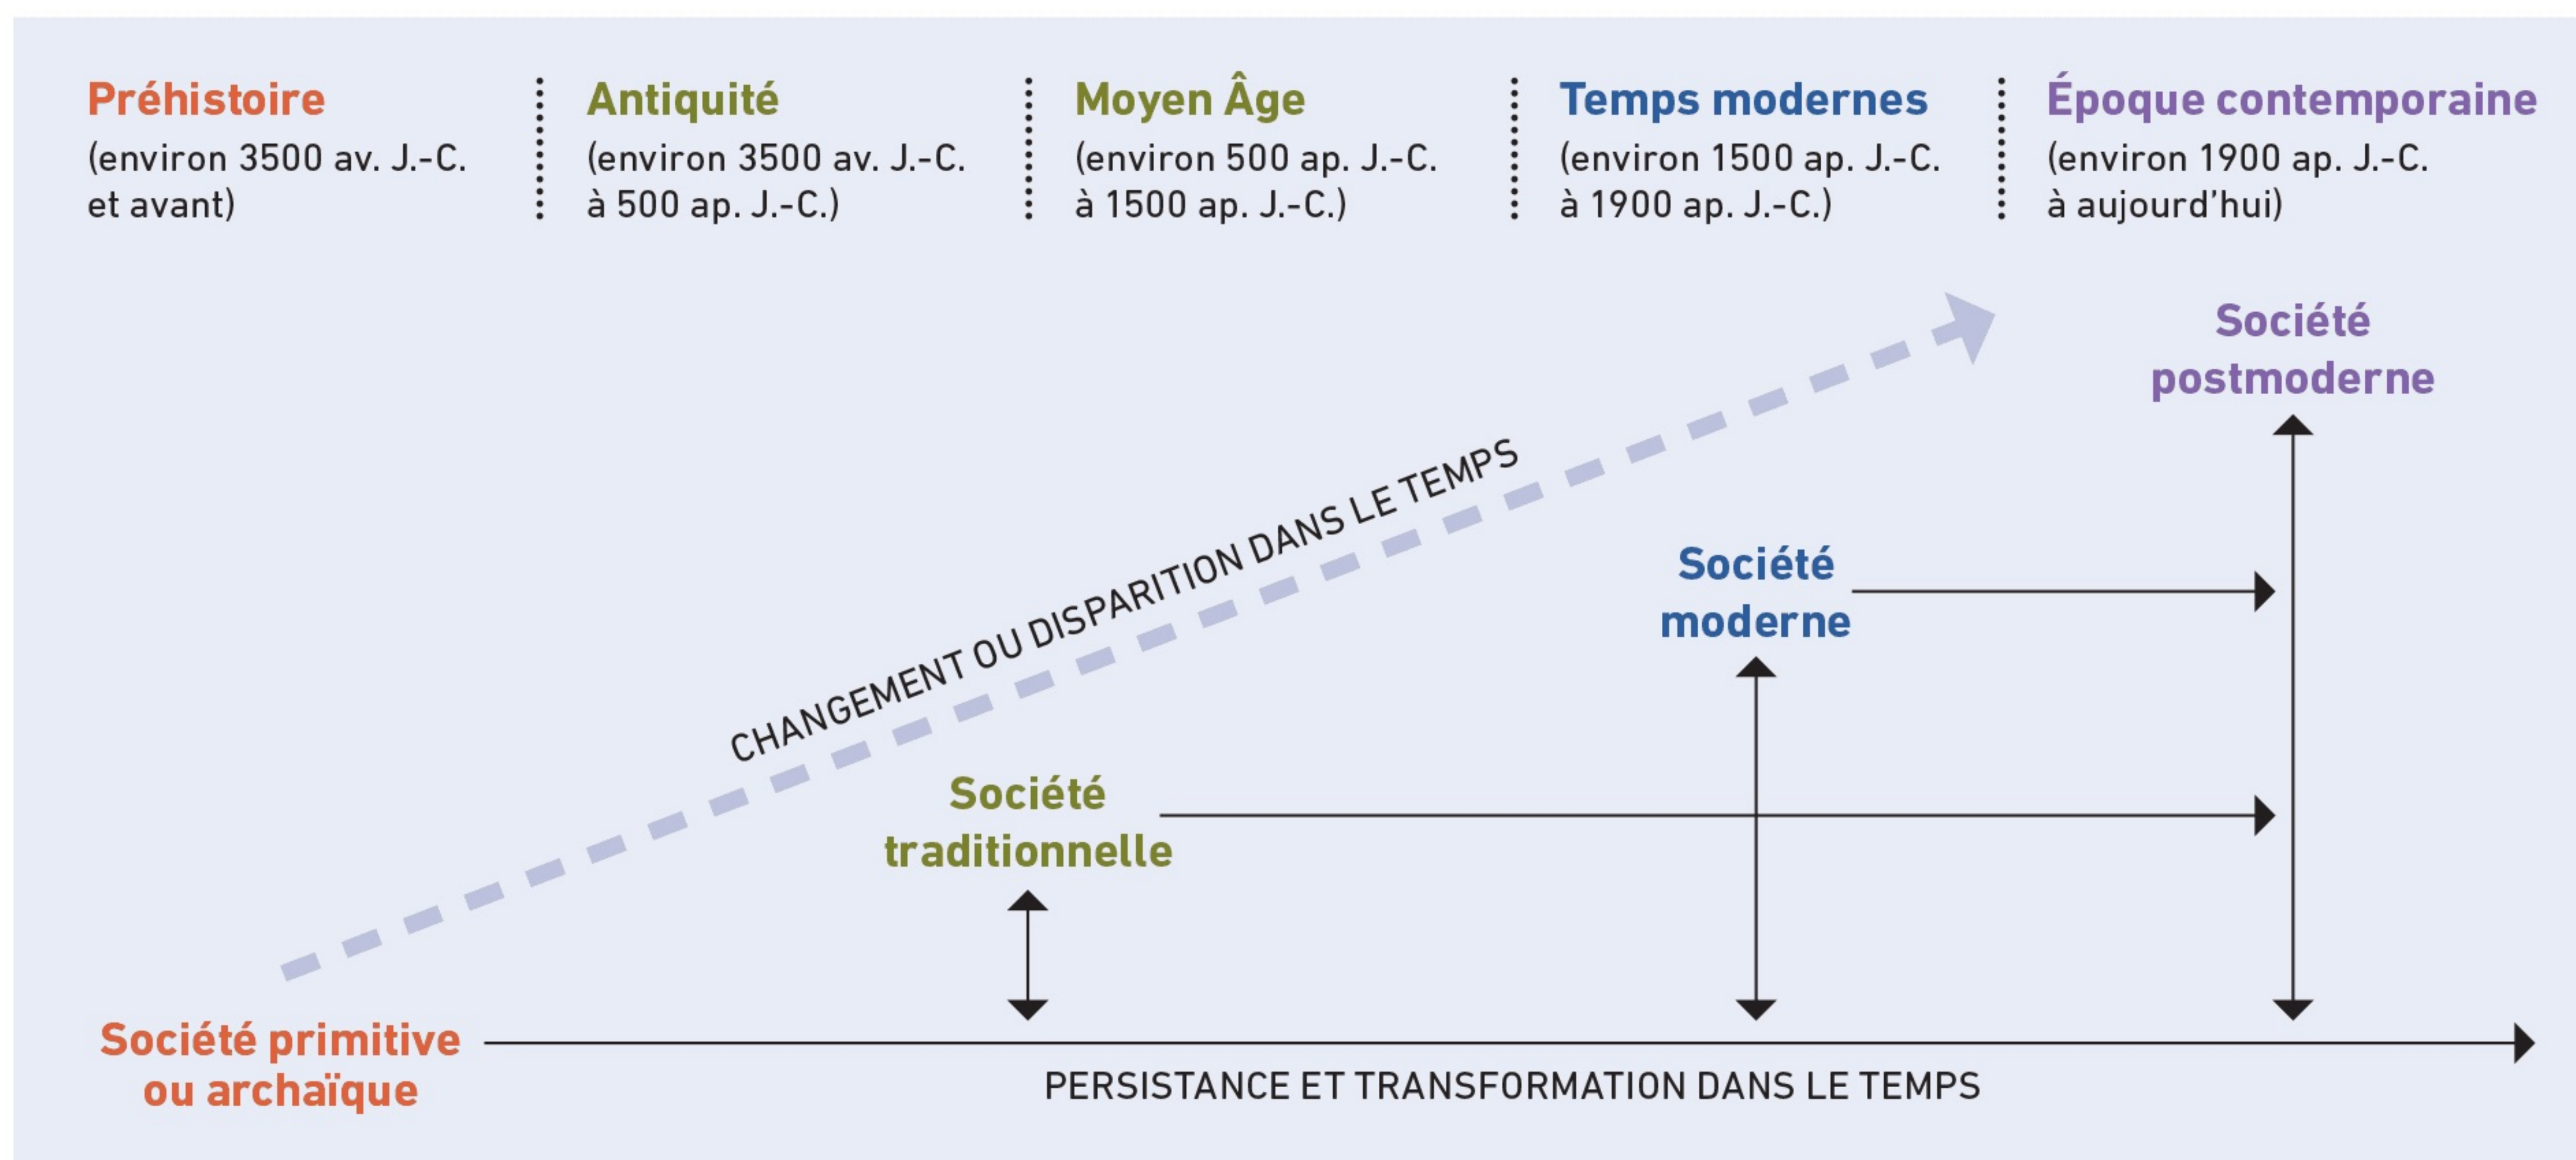 Préhistoire
(environ 3500 av. J.-C.
et avant)
Antiquité
(environ 3500 av. J.-C.
à 500 ap. J.-C.)
Moyen Âge
(environ 500 ap. J.-C.
à 1500 ap. J.-C.)
Temps modernes
(environ 1500 ap. J.-C.
à 1900 ap. J.-C.)
Époque contemporaine
(environ 1900 ap. J.-C.
à aujourd’hui)
Société
postmoderne
CHANGEMENT OU DISPARITION DANS LE TEMPS
Société
moderne
Société
traditionnelle
Société primitive
ou archaïque
PERSISTANCE ET TRANSFORMATION DANS LE TEMPS